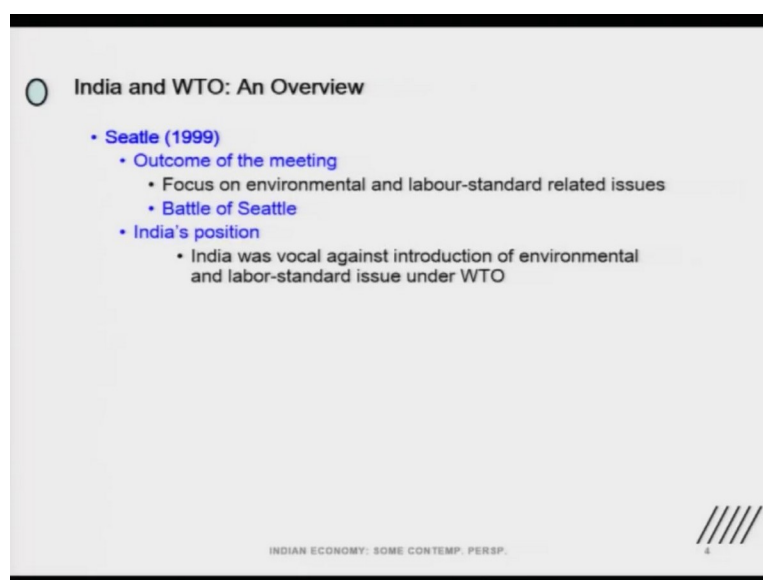 India and WTO: An Overview
• Seatle (1999)
• Outcome of the meeting
• Focus on environmental and labour-standard related issues
• Battle of Seattle
• India's position
• India was vocal against introduction of environmental
and labor-standard issue under WTO
INDIAN ECONOMY: SOME CONTEMP. PERSP.
4